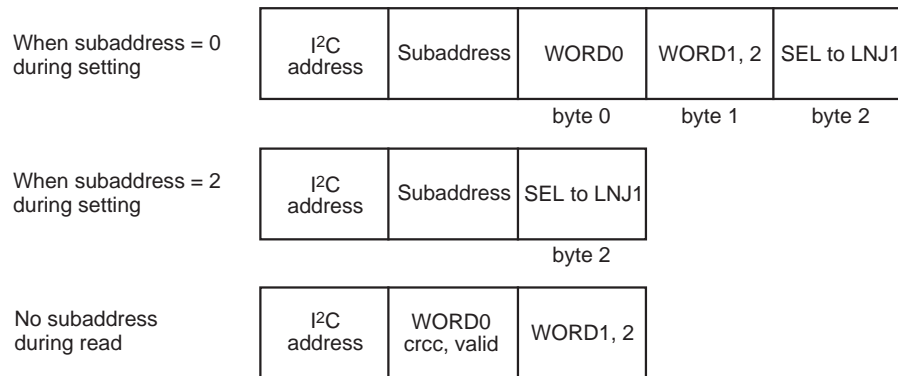 When subaddress = 0
during setting
I²C
address
Subaddress
WORD0
WORD1, 2
SEL to LNJ1
byte 0
byte 1
byte 2
When subaddress = 2
during setting
I²C
address
Subaddress
SEL to LNJ1
byte 2
No subaddress
during read
I²C
address
WORD0
crcc, valid
WORD1, 2